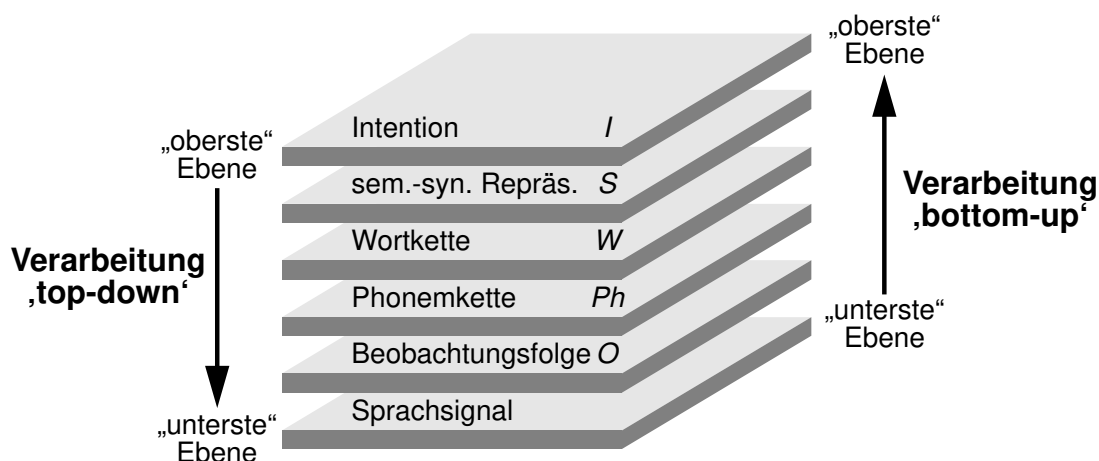 „oberste“
Ebene
Intention I
„oberste“
Ebene
sem.-syn. Repräs. S
Verarbeitung
‚bottom-up‘
Wortkette W
Verarbeitung
‚top-down‘
Phonemkette Ph
„unterste“
Ebene
Beobachtungsfolge O
Sprachsignal
„unterste“
Ebene